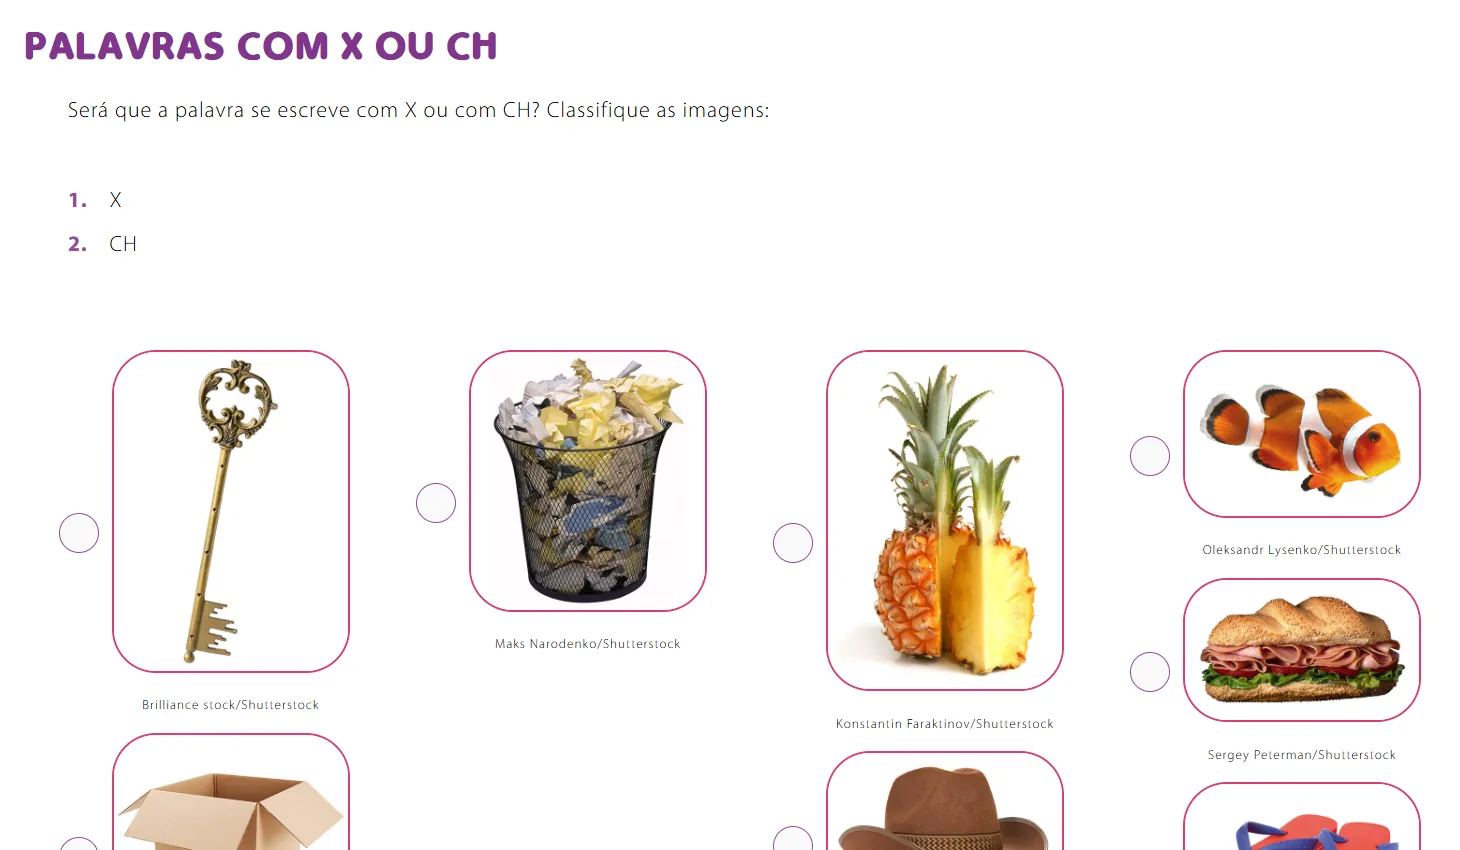 PALAVRAS COM X OU CH
Será que a palavra se escreve com X ou com CH? Classifique as imagens:
1. X
2. CH
Oleksandr Lysenko/Shutterstock
Maks Narodenko/Shutterstock
Brilliance stock/Shutterstock
Konstantin Faraktinov/Shutterstock
Sergey Peterman/Shutterstock